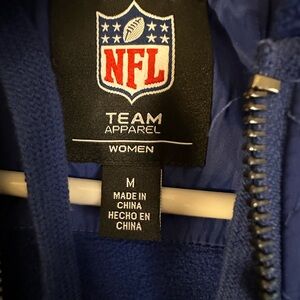 NFL
TEAM
APPAREL
WOMEN
M
MADE IN
CHINA
HECHO EN
CHINA